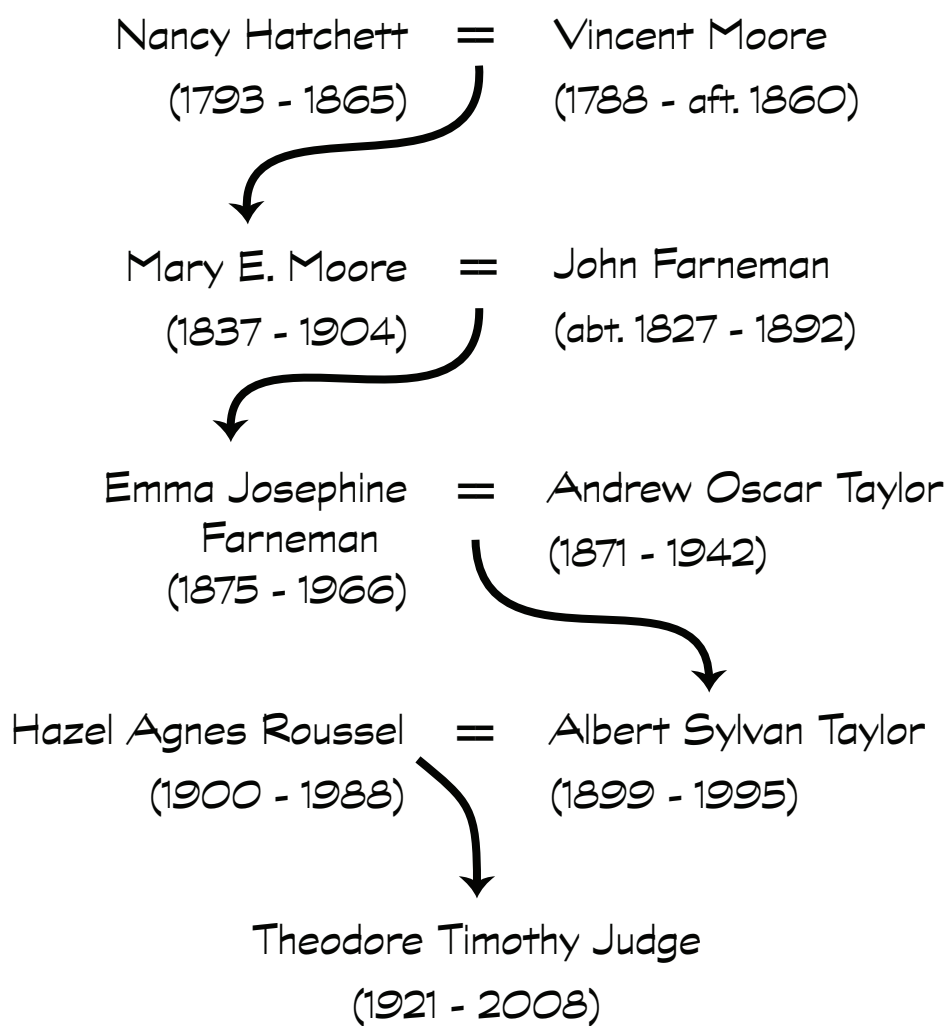 Nancy Hatchett = Vincent Moore
(1793 - 1865) (1788 - aft. 1860)
Mary E. Moore = John Farneman
(1837 - 1904) (abt. 1827 - 1892)
Emma Josephine = Andrew Oscar Taylor
Farneman
(1871 - 1942)
(1875 - 1966)
Hazel Agnes Roussel = Albert Sylvan Taylor
(1900 - 1988) (1899 - 1995)
Theodore Timothy Judge
(1921 - 2008)